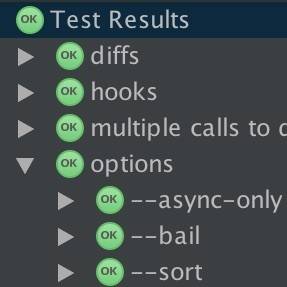 OK Test Results
OK diffs
OK hooks
OK multiple calls to
OK options
OK --async-only
OK --bail
OK --sort